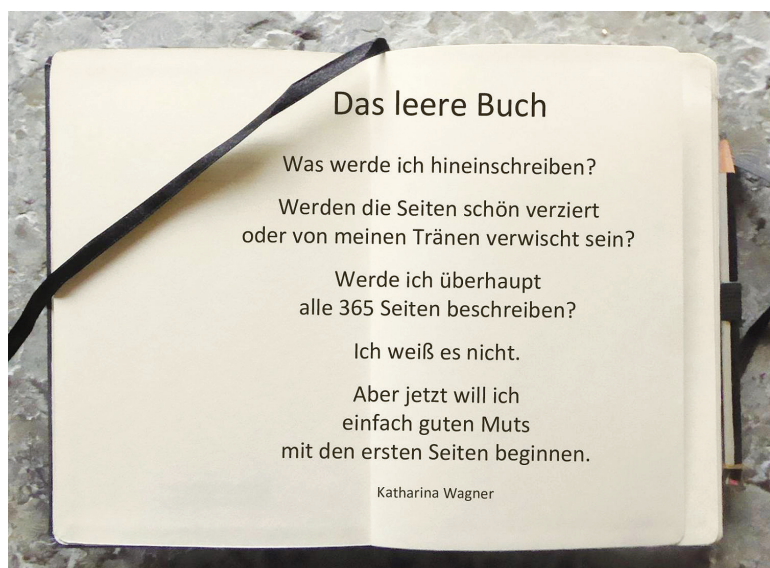 Das leere Buch
Was werde ich hineinschreiben?
Werden die Seiten schön verziert
oder von meinen Tränen verwischt sein?
Werde ich überhaupt
alle 365 Seiten beschreiben?
Ich weiß es nicht.
Aber jetzt will ich
einfach guten Muts
mit den ersten Seiten beginnen.
Katharina Wagner